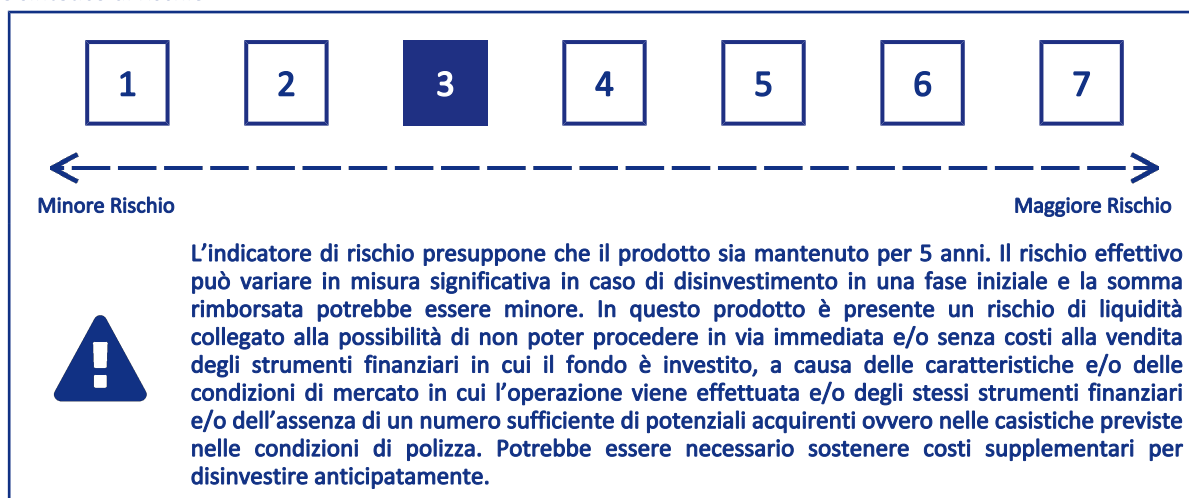 1 2 3 4 5 6 7
Minore Rischio Maggiore Rischio
L’indicatore di rischio presuppone che il prodotto sia mantenuto per 5 anni. Il rischio effettivo
può variare in misura significativa in caso di disinvestimento in una fase iniziale e la somma
rimborsata potrebbe essere minore. In questo prodotto è presente un rischio di liquidità
collegato alla possibilità di non poter procedere in via immediata e/o senza costi alla vendita
degli strumenti finanziari in cui il fondo è investito, a causa delle caratteristiche e/o delle
condizioni di mercato in cui l’operazione viene effettuata e/o degli stessi strumenti finanziari
e/o dell’assenza di un numero sufficiente di potenziali acquirenti ovvero nelle casistiche previste
nelle condizioni di polizza. Potrebbe essere necessario sostenere costi supplementari per
disinvestire anticipatamente.